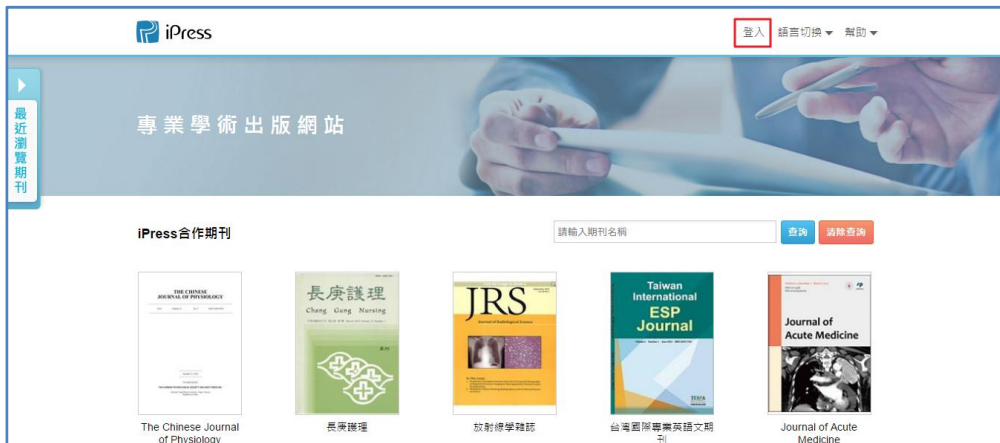 iPress
登入 語言切換 幫助
最近瀏覽期刊
專業學術出版網站
iPress合作期刊
請輸入期刊名稱
查詢 清除查詢
THE CHINESE
JOURNAL OF PHYSIOLOGY
長庚護理
Chang Gung Nursing
JRS
Journal of Radiological Science
Taiwan
International
ESP
Journal
Journal of
Acute Medicine
The Chinese Journal
of Physiology
長庚護理
放射線學雜誌
台灣國際專業英語文期
刊
Journal of Acute
Medicine